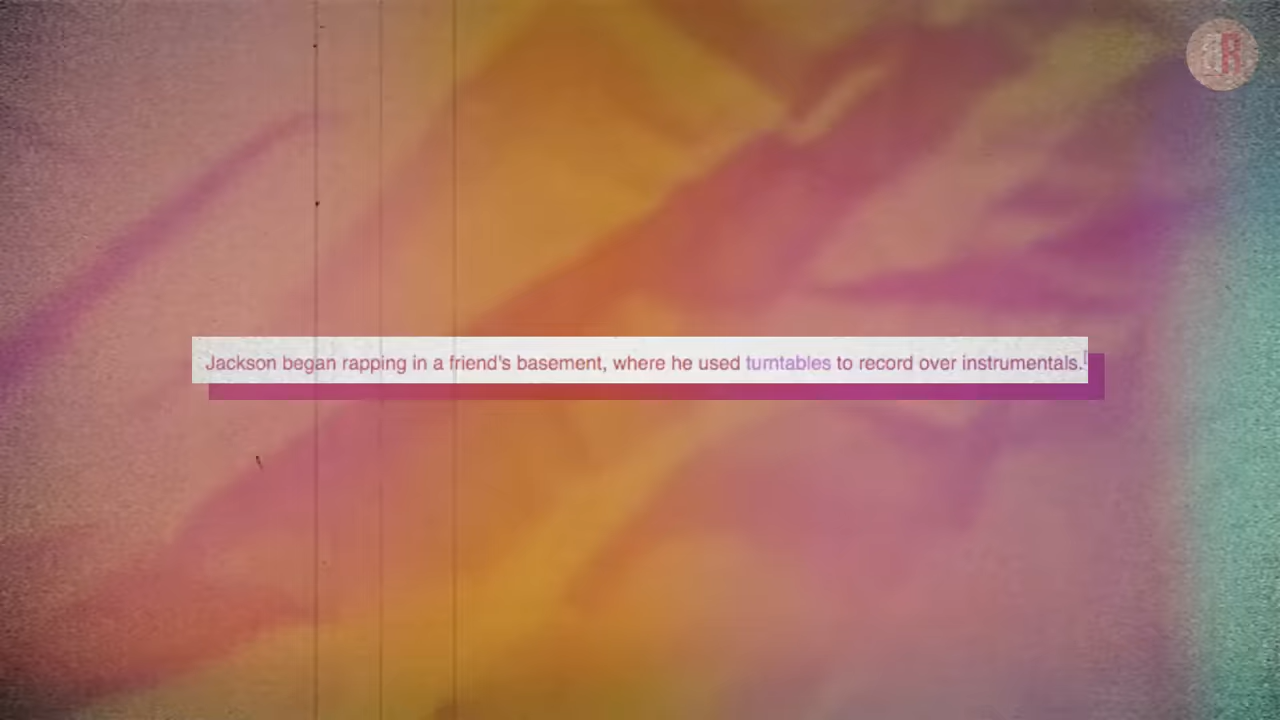 Jackson began rapping in a friend's basement, where he used turntables to record over instrumentals.